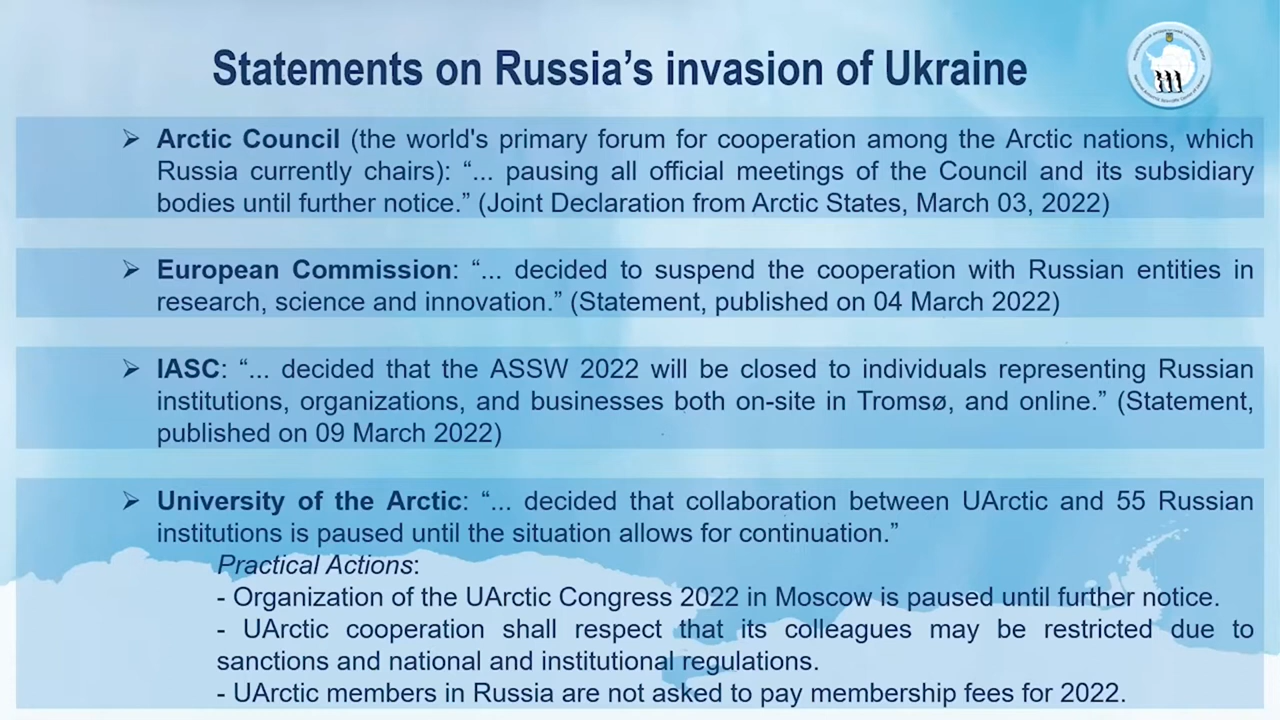 Statements on Russia’s invasion of Ukraine
➢ Arctic Council (the world's primary forum for cooperation among the Arctic nations, which
Russia currently chairs): “... pausing all official meetings of the Council and its subsidiary
bodies until further notice.” (Joint Declaration from Arctic States, March 03, 2022)
➢ European Commission: “... decided to suspend the cooperation with Russian entities in
research, science and innovation.” (Statement, published on 04 March 2022)
➢ IASC: “... decided that the ASSW 2022 will be closed to individuals representing Russian
institutions, organizations, and businesses both on-site in Tromsø, and online.” (Statement,
published on 09 March 2022)
➢ University of the Arctic: “... decided that collaboration between UArctic and 55 Russian
institutions is paused until the situation allows for continuation.”
Practical Actions:
- Organization of the UArctic Congress 2022 in Moscow is paused until further notice.
- UArctic cooperation shall respect that its colleagues may be restricted due to
sanctions and national and institutional regulations.
- UArctic members in Russia are not asked to pay membership fees for 2022.